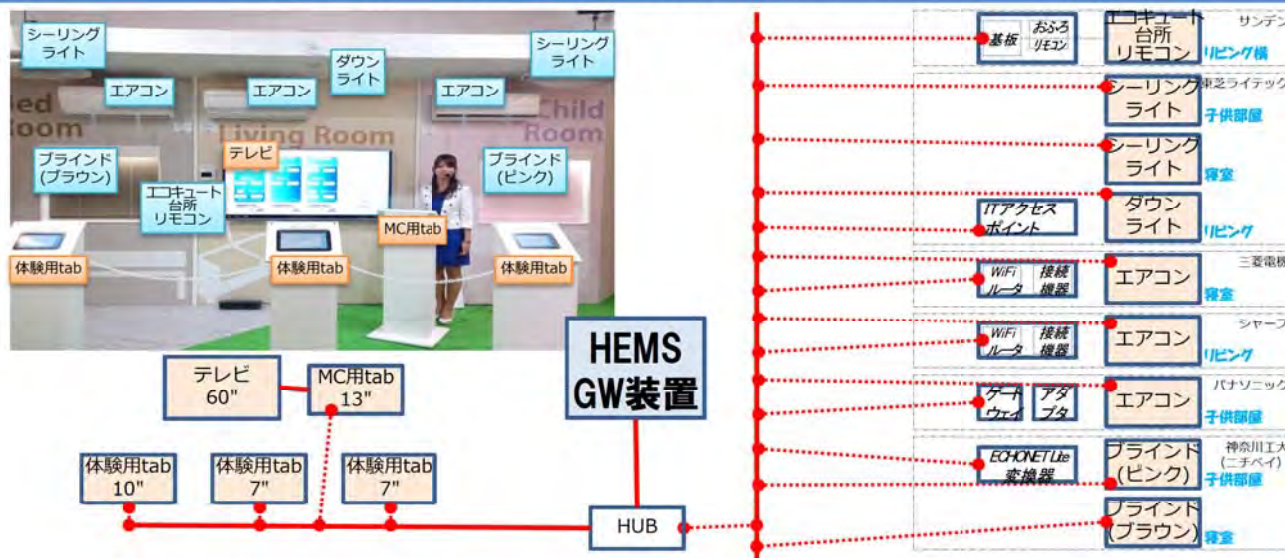 シーリング
ライト
シーリング
ライト
ダウン
ライト
エアコン
エアコン
エアコン
Room
Living Room
Child
Room
テレビ
ブラインド
(ブラウン)
ブラインド
(ピンク)
エコキュート
台所
リモコン
MC用tab
体験用tab
体験用tab
体験用tab
テレビ
60"
MC用tab
13"
HEMS
GW装置
体験用tab
10"
体験用tab
7"
体験用tab
7"
HUB
基板
おふろ
リモコン
エコキュート
台所
リモコン
サンデン
リビング横
シーリング
ライト
東芝ライテック
子供部屋
シーリング
ライト
寝室
ITアクセス
ポイント
ダウン
ライト
リビング
WiFi
ルータ
接続
機器
エアコン
三菱電機
寝室
WiFi
ルータ
接続
機器
エアコン
シャープ
リビング
ゲート
ウェイ
アダ
プタ
エアコン
パナソニック
子供部屋
ECHONET Lite
変換器
ブラインド
(ピンク)
神奈川工大
(ニチベイ)
子供部屋
ブラインド
(ブラウン)
寝室